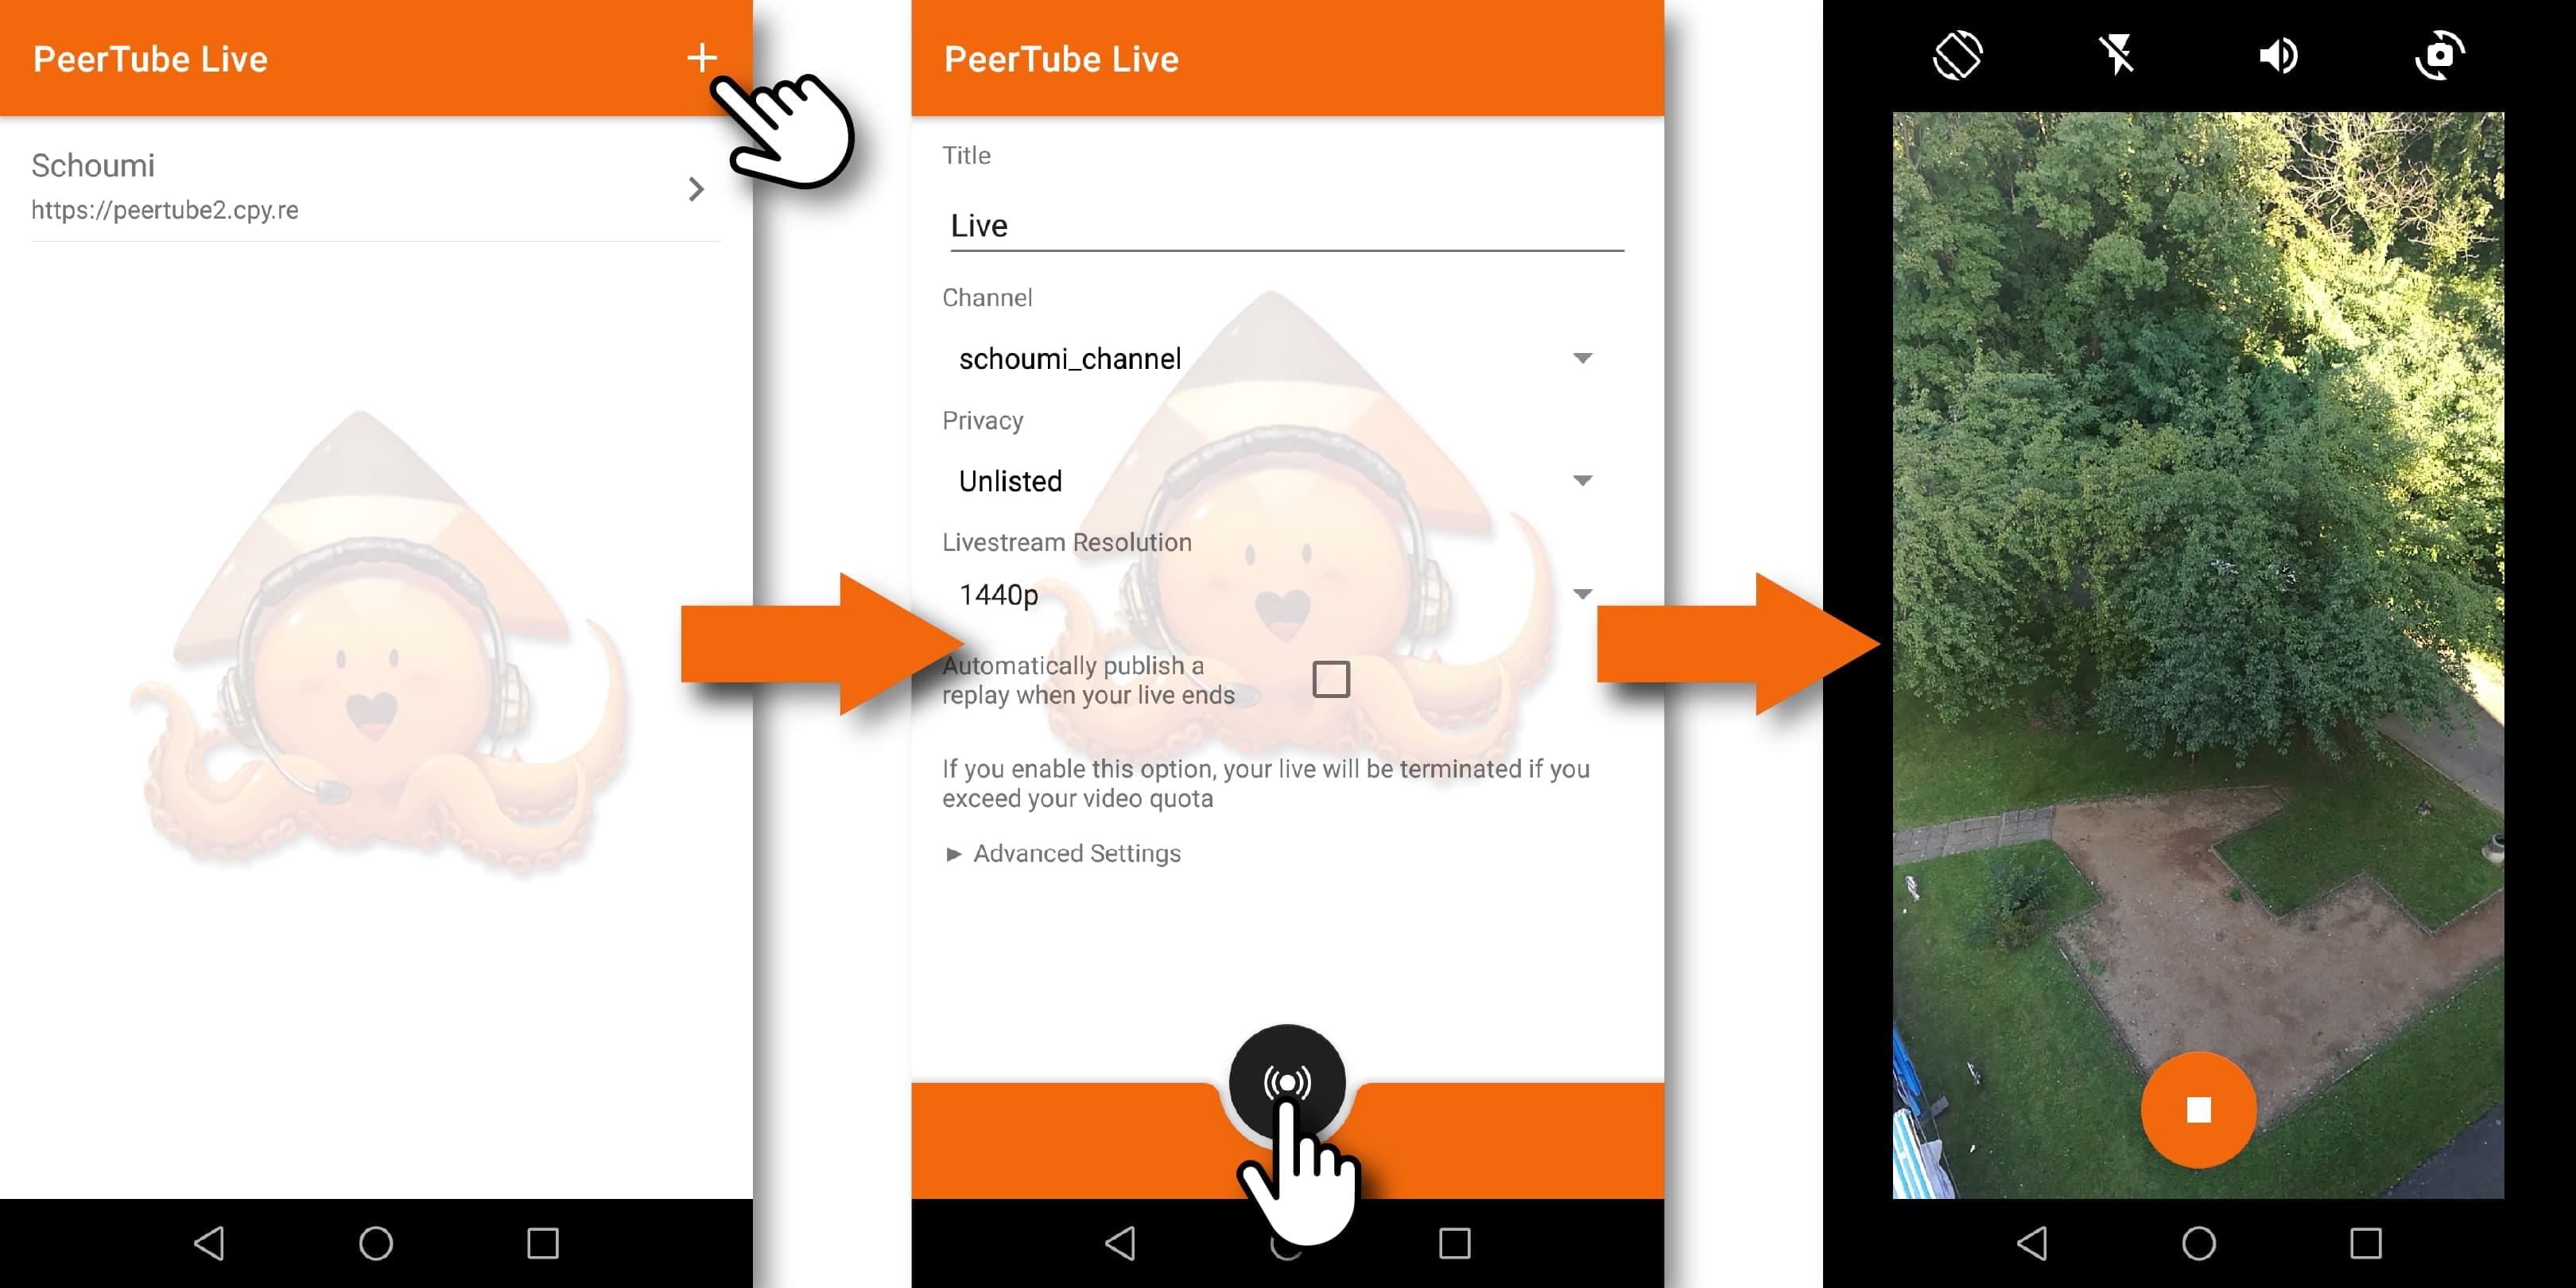 PeerTube Live
Schoumi
https://peertube2.cpy.re
PeerTube Live
Title
Live
Channel
schoumi_channel
Privacy
Unlisted
Livestream Resolution
1440p
Automatically publish a
replay when your live ends
If you enable this option, your live will be terminated if you
exceed your video quota
Advanced Settings